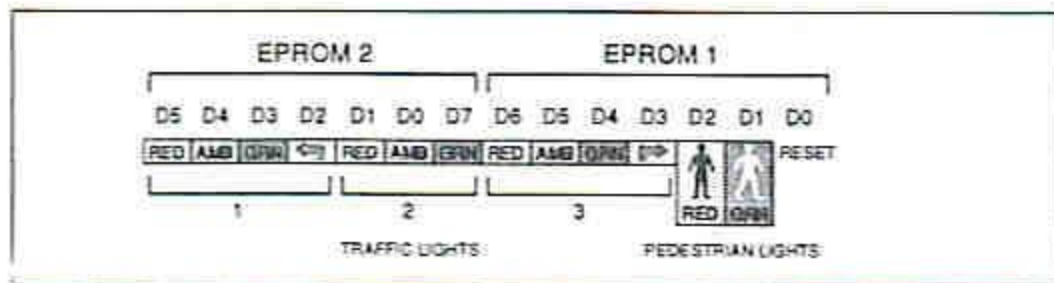 EPROM 2 EPROM 1
D5 D4 D3 D2 D1 D0 D7 D6 D5 D4 D3 D2 D1 D0
RED AMB GRN RED AMB GRN RED AMB GRN RESET
1 2 3 RED GRN
TRAFFIC LIGHTS PEDESTRIAN LIGHTS